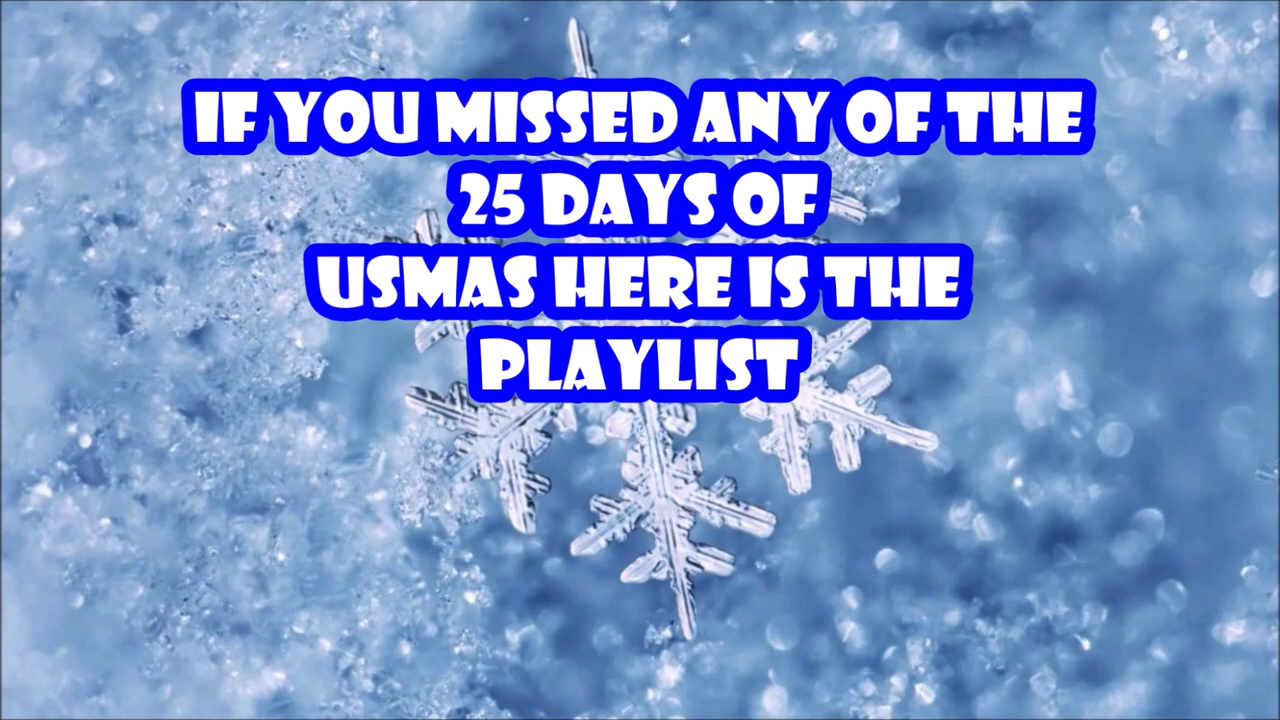 IF YOU MISSED ANY OF THE
25 DAYS OF
USMAS HERE IS THE
PLAYLIST